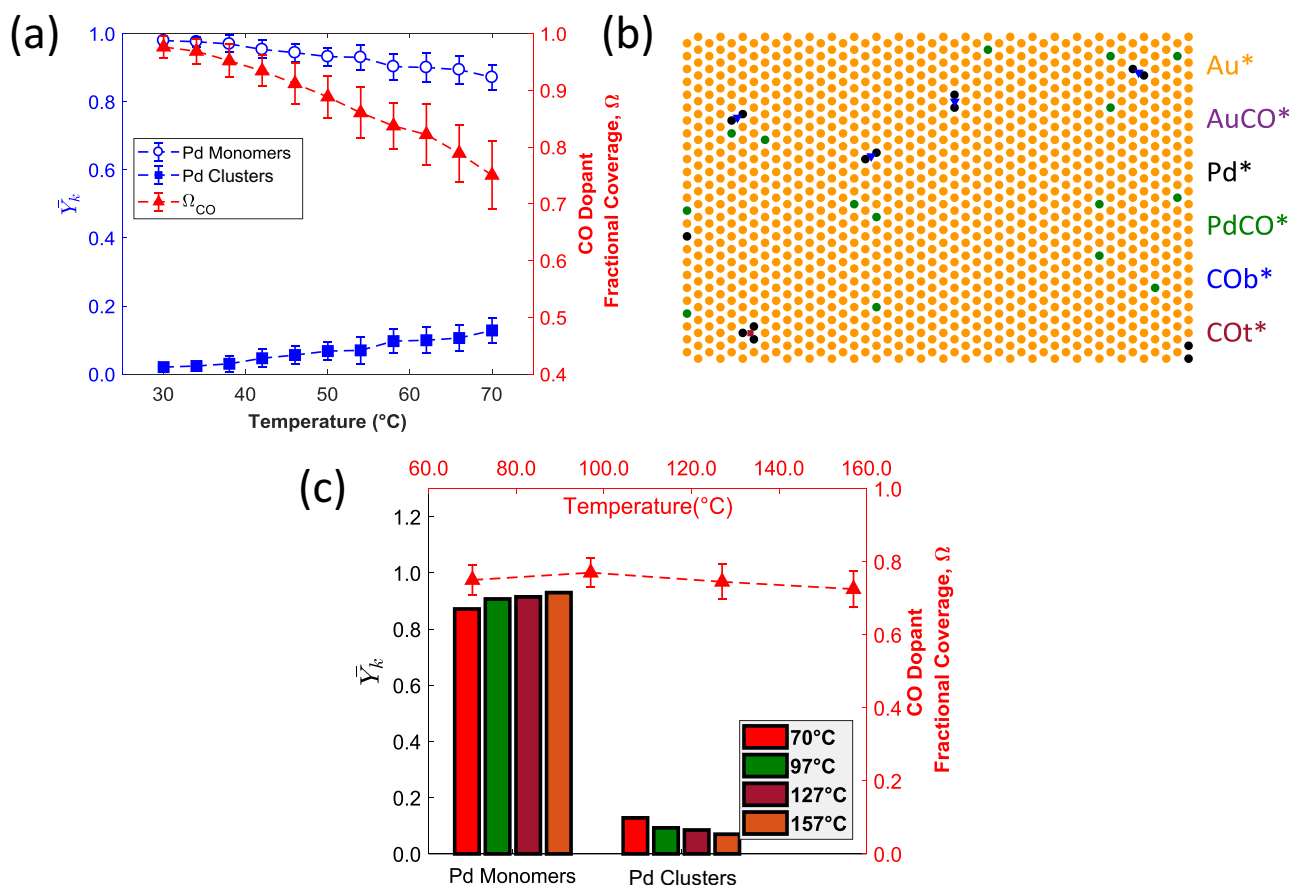 (a)
1.0
0.8
0.6
0.4
0.2
0.0
Ȳk
Pd Monomers
Pd Clusters
ΩCO
1.0
0.9
0.8
0.7
0.6
0.5
0.4
CO Dopant
Fractional Coverage, Ω
30 40 50 60 70
Temperature (°C)
(b)
Au*
AuCO*
Pd*
PdCO*
COb*
COt*
(c)
60.0 80.0 100.0 120.0 140.0 160.0
Temperature(°C)
1.2
1.0
0.8
0.6
0.4
0.2
0.0
Ȳk
1.0
0.8
0.6
0.4
0.2
0.0
CO Dopant
Fractional Coverage, Ω
70°C
97°C
127°C
157°C
Pd Monomers Pd Clusters